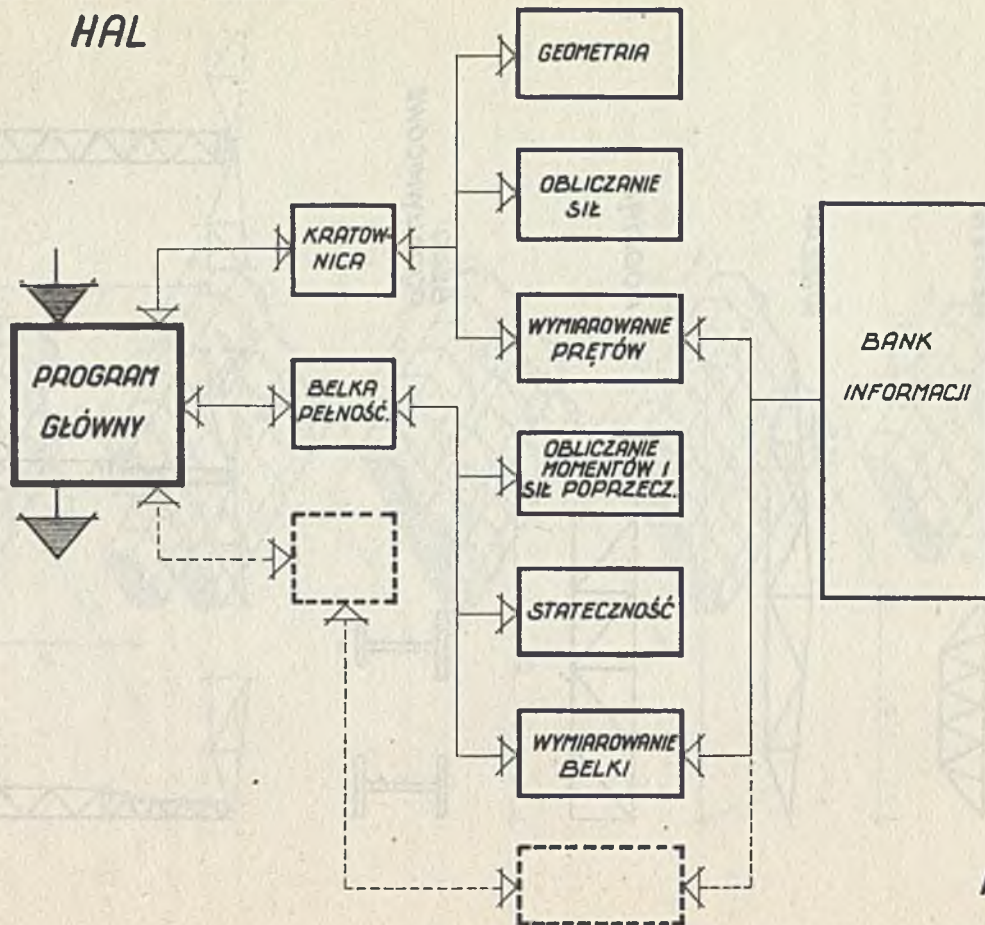 HAL
GEOMETRIA
OBLICZANIE
SIŁ
KRATOW-
NICA
WYMIAROWANIE
PRĘTÓW
BANK
INFORMACJI
PROGRAM
GŁÓWNY
BELKA
PEŁNOŚĆ.
OBLICZANIE
MOMENTÓW I
SIŁ POPRZECZ.
STATECZNOŚĆ
WYMIAROWANIE
BELKI